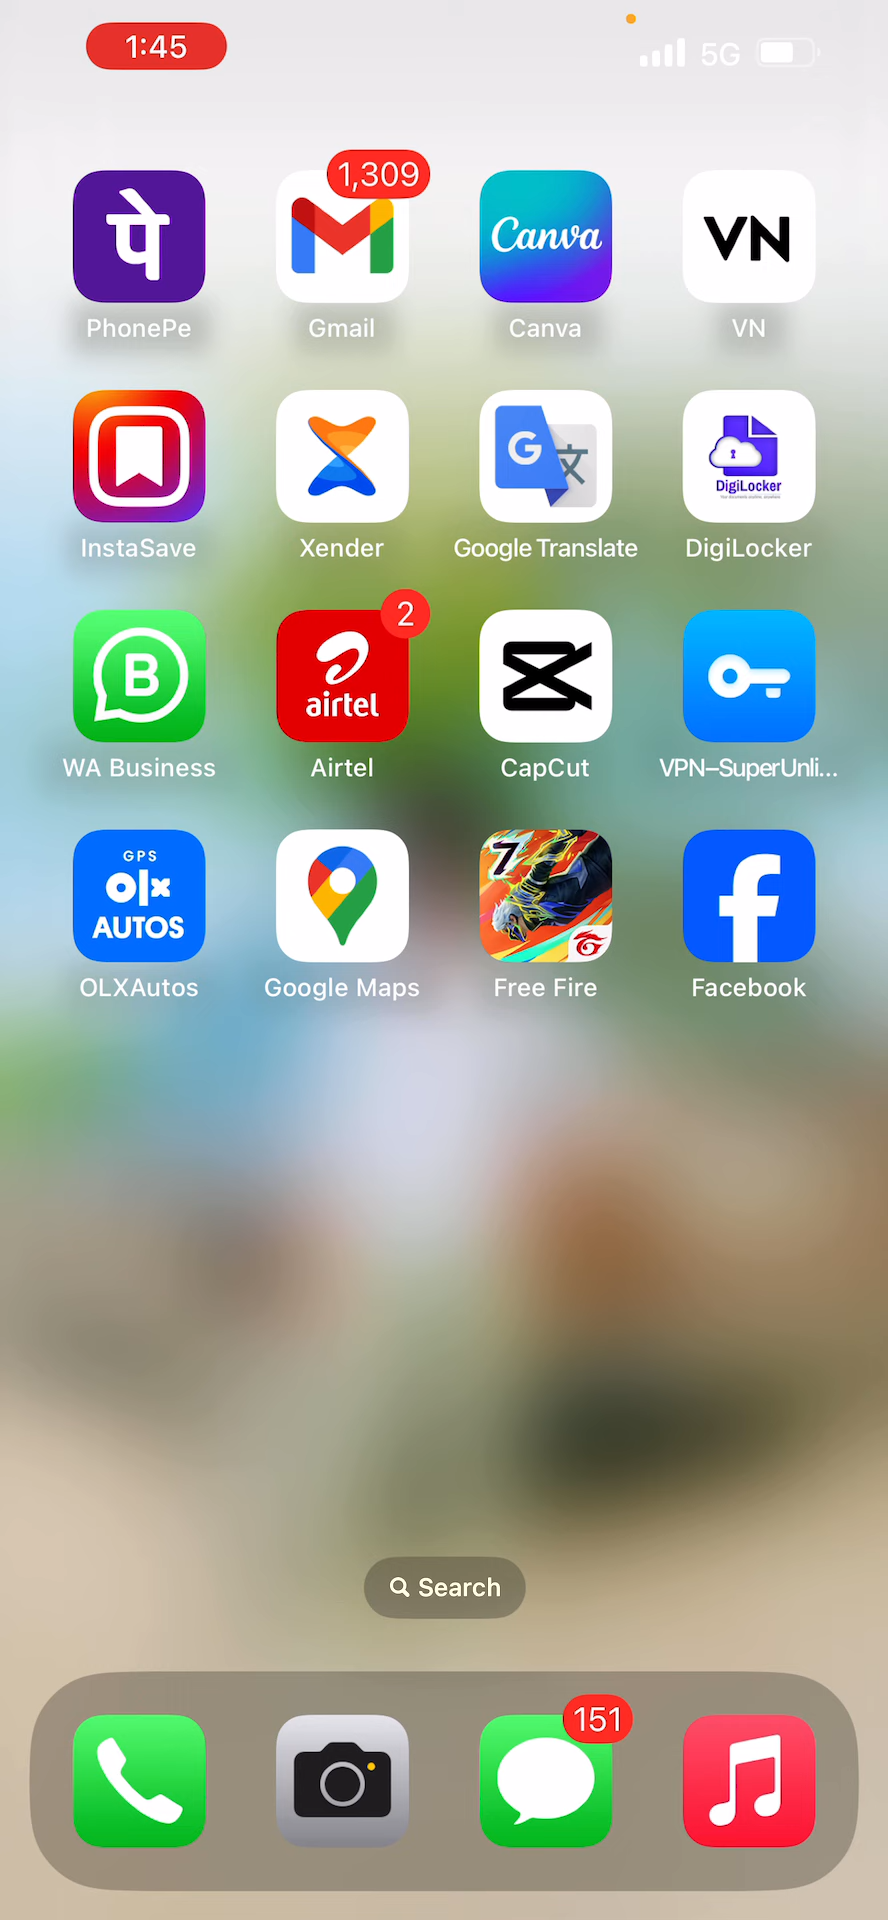 1:45
5G
1,309
पे
Canva
VN
PhonePe
Gmail
Canva
VN
G
文
DigiLocker
InstaSave
Xender
Google Translate
DigiLocker
B
2
airtel
WA Business
Airtel
CapCut
VPN–SuperUnli...
GPS
olx
AUTOS
7
f
OLXAutos
Google Maps
Free Fire
Facebook
Search
151